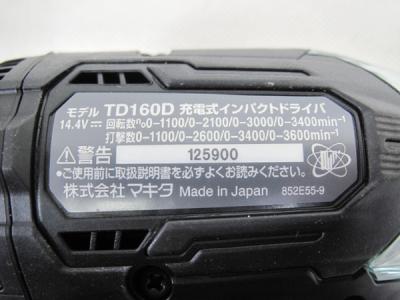 モデル TD160D 充電式インパクトドライバ
14.4V⎓ 回転数n₀0-1100/0-2100/0-3000/0-3400min⁻¹
打撃数0-1100/0-2600/0-3400/0-3600min⁻¹
⚠警告 125900
•ご使用前に取扱説明書を必ずよくお読みください。
株式会社マキタ Made in Japan 852E55-9